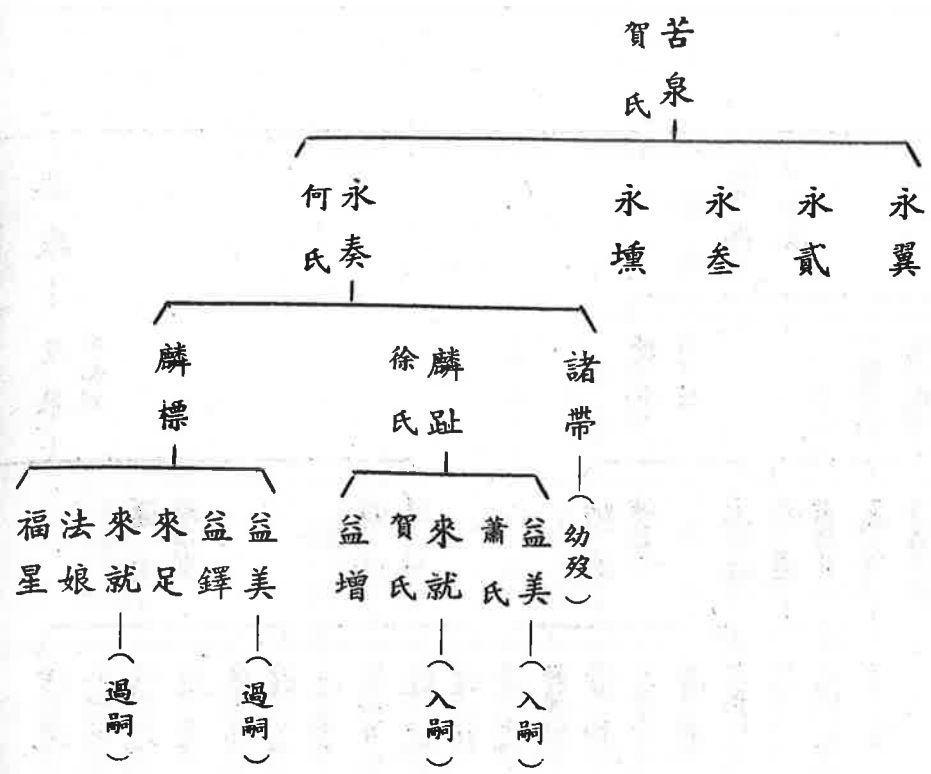 苦泉
賀氏
永翼
永貳
永叁
永壎
永奏
何氏
諸帶
（幼歿）
麟趾
徐氏
麟標
益美
（入嗣）
蕭氏
來就
（入嗣）
賀氏
益增
益美
（過嗣）
益鐸
來足
來就
（過嗣）
法娘
福星